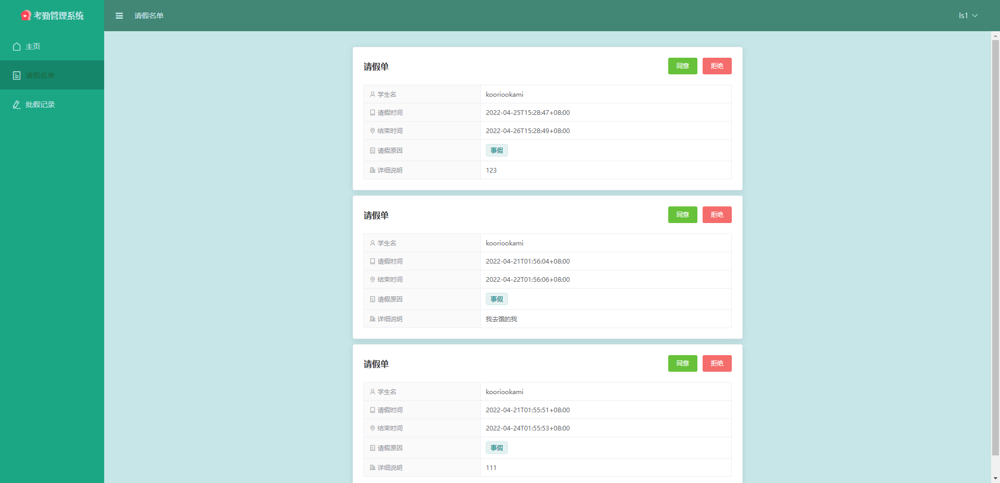 考勤管理系统
请假名单
ls1
主页
请假名单
批假记录
请假单
同意
拒绝
学生名
kooriookami
请假时间
2022-04-25T15:28:47+08:00
结束时间
2022-04-26T15:28:49+08:00
请假原因
事假
详细说明
123
请假单
同意
拒绝
学生名
kooriookami
请假时间
2022-04-21T01:56:04+08:00
结束时间
2022-04-22T01:56:06+08:00
请假原因
事假
详细说明
我去饿的我
请假单
同意
拒绝
学生名
kooriookami
请假时间
2022-04-21T01:55:51+08:00
结束时间
2022-04-24T01:55:53+08:00
请假原因
事假
详细说明
111